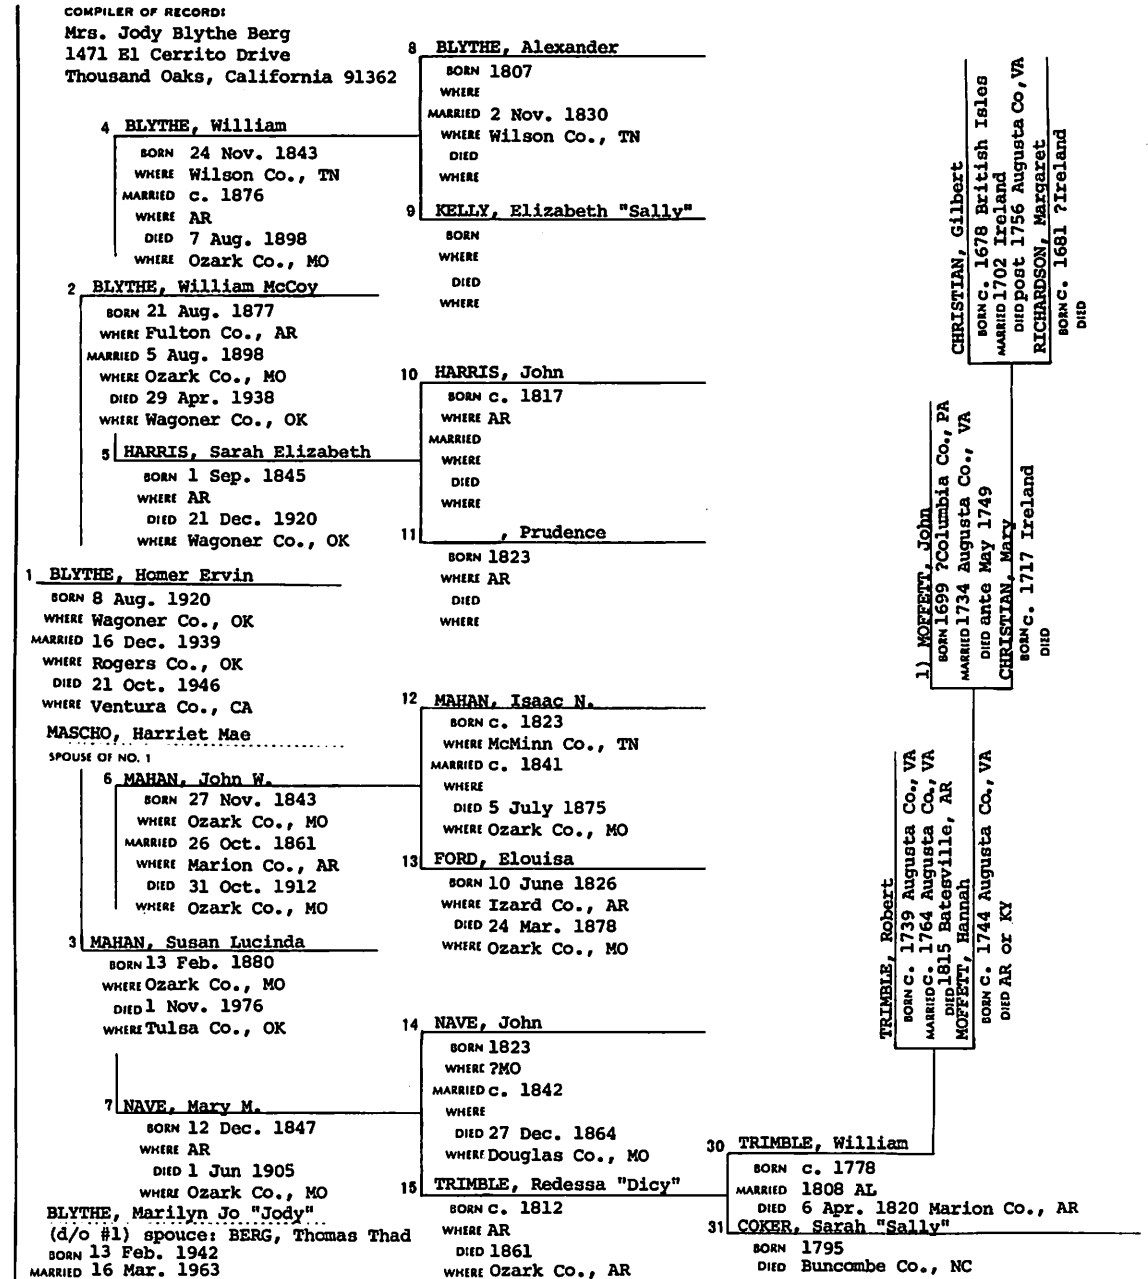 COMPILER OF RECORD:
Mrs. Jody Blythe Berg
1471 El Cerrito Drive
Thousand Oaks, California 91362
4 BLYTHE, William
BORN 24 Nov. 1843
WHERE Wilson Co., TN
MARRIED c. 1876
WHERE AR
DIED 7 Aug. 1898
WHERE Ozark Co., MO
2 BLYTHE, William McCoy
BORN 21 Aug. 1877
WHERE Fulton Co., AR
MARRIED 5 Aug. 1898
WHERE Ozark Co., MO
DIED 29 Apr. 1938
WHERE Wagoner Co., OK
5 HARRIS, Sarah Elizabeth
BORN 1 Sep. 1845
WHERE AR
DIED 21 Dec. 1920
WHERE Wagoner Co., OK
1 BLYTHE, Homer Ervin
BORN 8 Aug. 1920
WHERE Wagoner Co., OK
MARRIED 16 Dec. 1939
WHERE Rogers Co., OK
DIED 21 Oct. 1946
WHERE Ventura Co., CA
MASCHO, Harriet Mae
SPOUSE OF NO. 1
6 MAHAN, John W.
BORN 27 Nov. 1843
WHERE Ozark Co., MO
MARRIED 26 Oct. 1861
WHERE Marion Co., AR
DIED 31 Oct. 1912
WHERE Ozark Co., MO
3 MAHAN, Susan Lucinda
BORN 13 Feb. 1880
WHERE Ozark Co., MO
DIED 1 Nov. 1976
WHERE Tulsa Co., OK
7 NAVE, Mary M.
BORN 12 Dec. 1847
WHERE AR
DIED 1 Jun 1905
WHERE Ozark Co., MO
BLYTHE, Marilyn Jo "Jody"
(d/o #1) spouse: BERG, Thomas Thad
BORN 13 Feb. 1942
MARRIED 16 Mar. 1963
8 BLYTHE, Alexander
BORN 1807
WHERE
MARRIED 2 Nov. 1830
WHERE Wilson Co., TN
DIED
WHERE
9 KELLY, Elizabeth "Sally"
BORN
WHERE
DIED
WHERE
10 HARRIS, John
BORN c. 1817
WHERE AR
MARRIED
WHERE
DIED
WHERE
11 ______, Prudence
BORN 1823
WHERE AR
DIED
WHERE
12 MAHAN, Isaac N.
BORN c. 1823
WHERE McMinn Co., TN
MARRIED c. 1841
WHERE
DIED 5 July 1875
WHERE Ozark Co., MO
13 FORD, Elouisa
BORN 10 June 1826
WHERE Izard Co., AR
DIED 24 Mar. 1878
WHERE Ozark Co., MO
14 NAVE, John
BORN 1823
WHERE ?MO
MARRIED c. 1842
WHERE
DIED 27 Dec. 1864
WHERE Douglas Co., MO
15 TRIMBLE, Redessa "Dicy"
BORN c. 1812
WHERE AR
DIED 1861
WHERE Ozark Co., AR
30 TRIMBLE, William
BORN c. 1778
MARRIED 1808 AL
DIED 6 Apr. 1820 Marion Co., AR
31 COKER, Sarah "Sally"
BORN 1795
DIED Buncombe Co., NC
TRIMBLE, Robert
BORN c. 1739 Augusta Co., VA
MARRIED c. 1764 Augusta Co., VA
DIED 1815 Batesville, AR
MOFFETT, Hannah
BORN c. 1744 Augusta Co., VA
DIED AR or KY
1) MOFFETT, John
BORN 1699 ?Columbia Co., PA
MARRIED 1734 Augusta Co., VA
DIED ante May 1749
CHRISTIAN, Mary
BORN c. 1717 Ireland
DIED
CHRISTIAN, Gilbert
BORN c. 1678 British Isles
MARRIED 1702 Ireland
DIED post 1756 Augusta Co, VA
RICHARDSON, Margaret
BORN c. 1681 ?Ireland
DIED